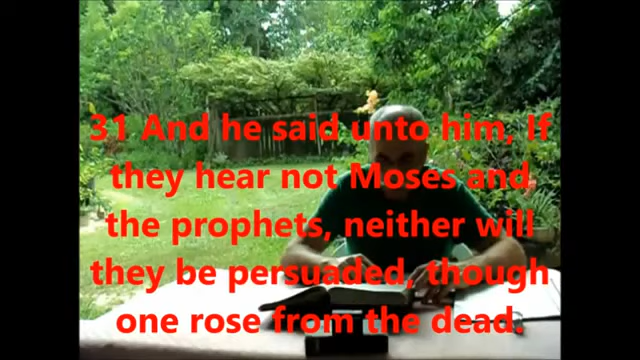 31 And he said unto him, If
they hear not Moses and
the prophets, neither will
they be persuaded, though
one rose from the dead.